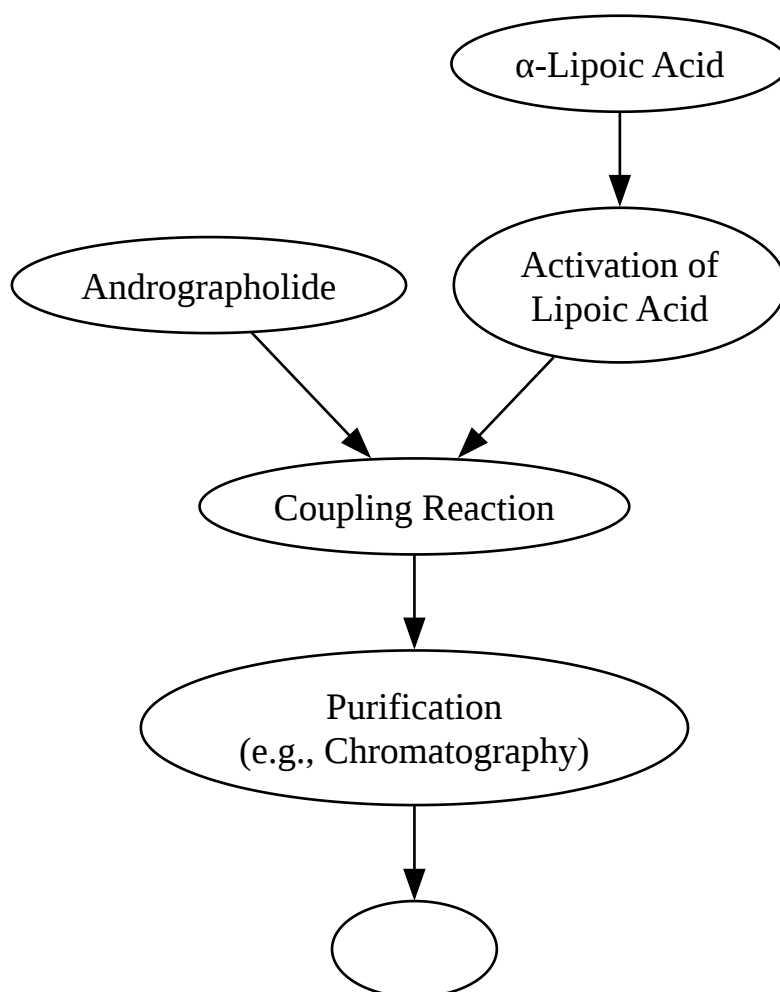 α-Lipoic Acid
Andrographolide
Activation of
Lipoic Acid
Coupling Reaction
Purification
(e.g., Chromatography)